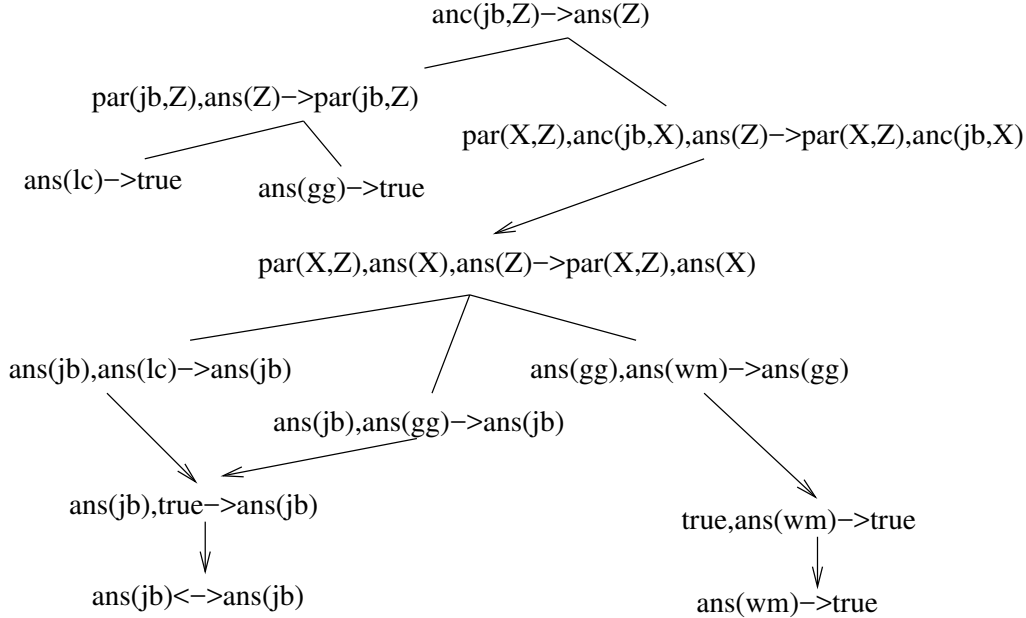 anc(jb,Z)−>ans(Z)
par(jb,Z),ans(Z)−>par(jb,Z)
par(X,Z),anc(jb,X),ans(Z)−>par(X,Z),anc(jb,X)
ans(lc)−>true
ans(gg)−>true
par(X,Z),ans(X),ans(Z)−>par(X,Z),ans(X)
ans(jb),ans(lc)−>ans(jb)
ans(gg),ans(wm)−>ans(gg)
ans(jb),ans(gg)−>ans(jb)
ans(jb),true−>ans(jb)
true,ans(wm)−>true
ans(jb)<−>ans(jb)
ans(wm)−>true